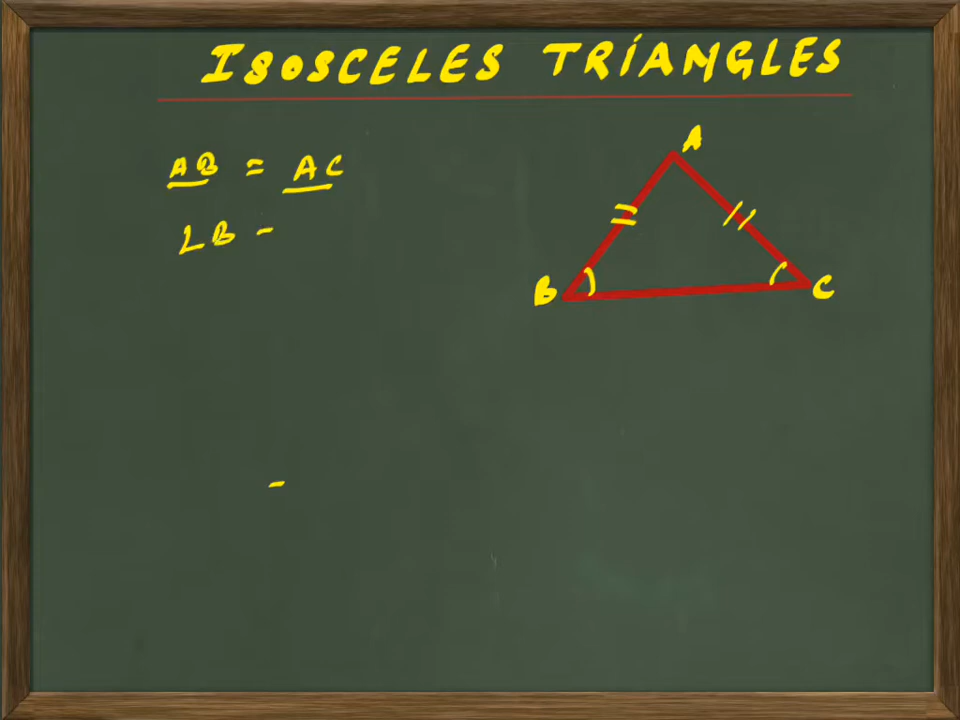 ISOSCELES TRIANGLES
AB = AC
∠B -
A
B
C
-